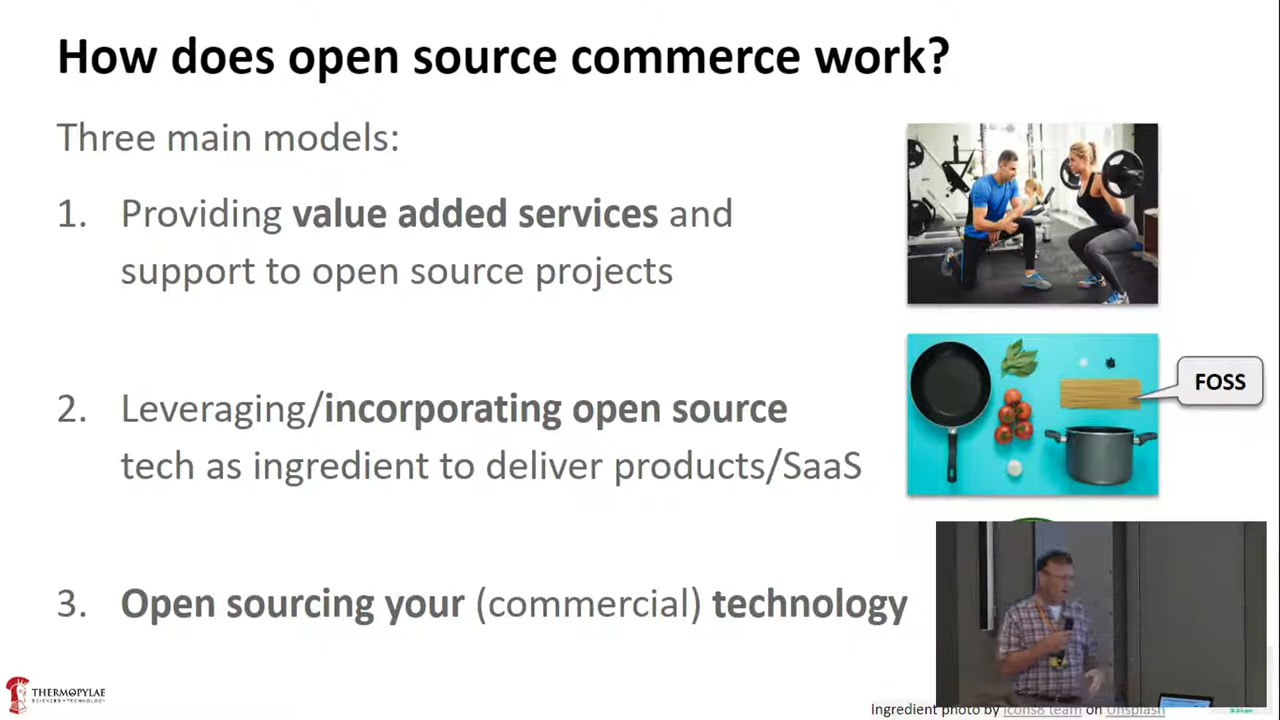 How does open source commerce work?
Three main models:
1. Providing value added services and
support to open source projects
2. Leveraging/incorporating open source
tech as ingredient to deliver products/SaaS
FOSS
3. Open sourcing your (commercial) technology
THERMOPYLAE
SCIENCES + TECHNOLOGY
Ingredient photo by Icons8 team on Unsplash